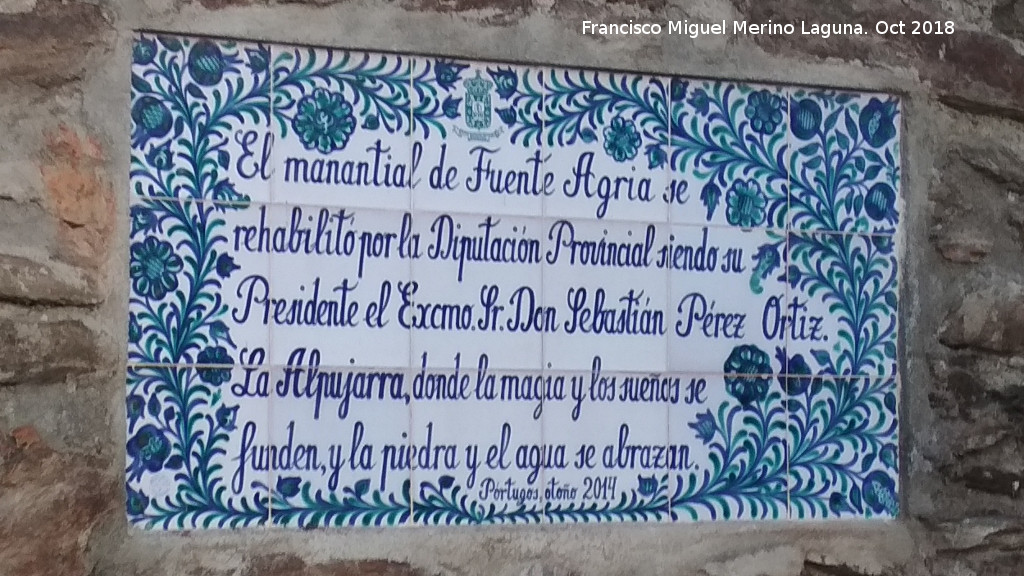 Francisco Miguel Merino Laguna. Oct 2018
El manantial de Fuente Agria se
rehabilitó por la Diputación Provincial siendo su
Presidente el Excmo. Sr. Don Sebastián Pérez Ortiz.
La Alpujarra, donde la magia y los sueños se
funden, y la piedra y el agua se abrazan.
Pórtugos, otoño 2014